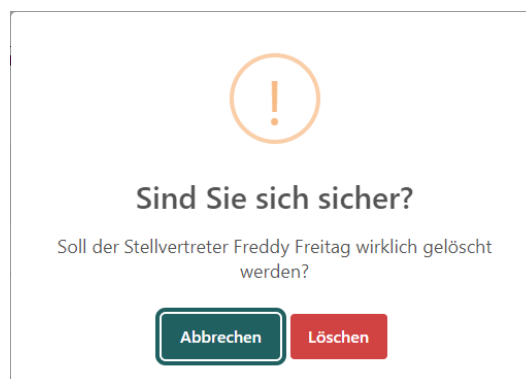 !
Sind Sie sich sicher?
Soll der Stellvertreter Freddy Freitag wirklich gelöscht
werden?
Abbrechen
Löschen